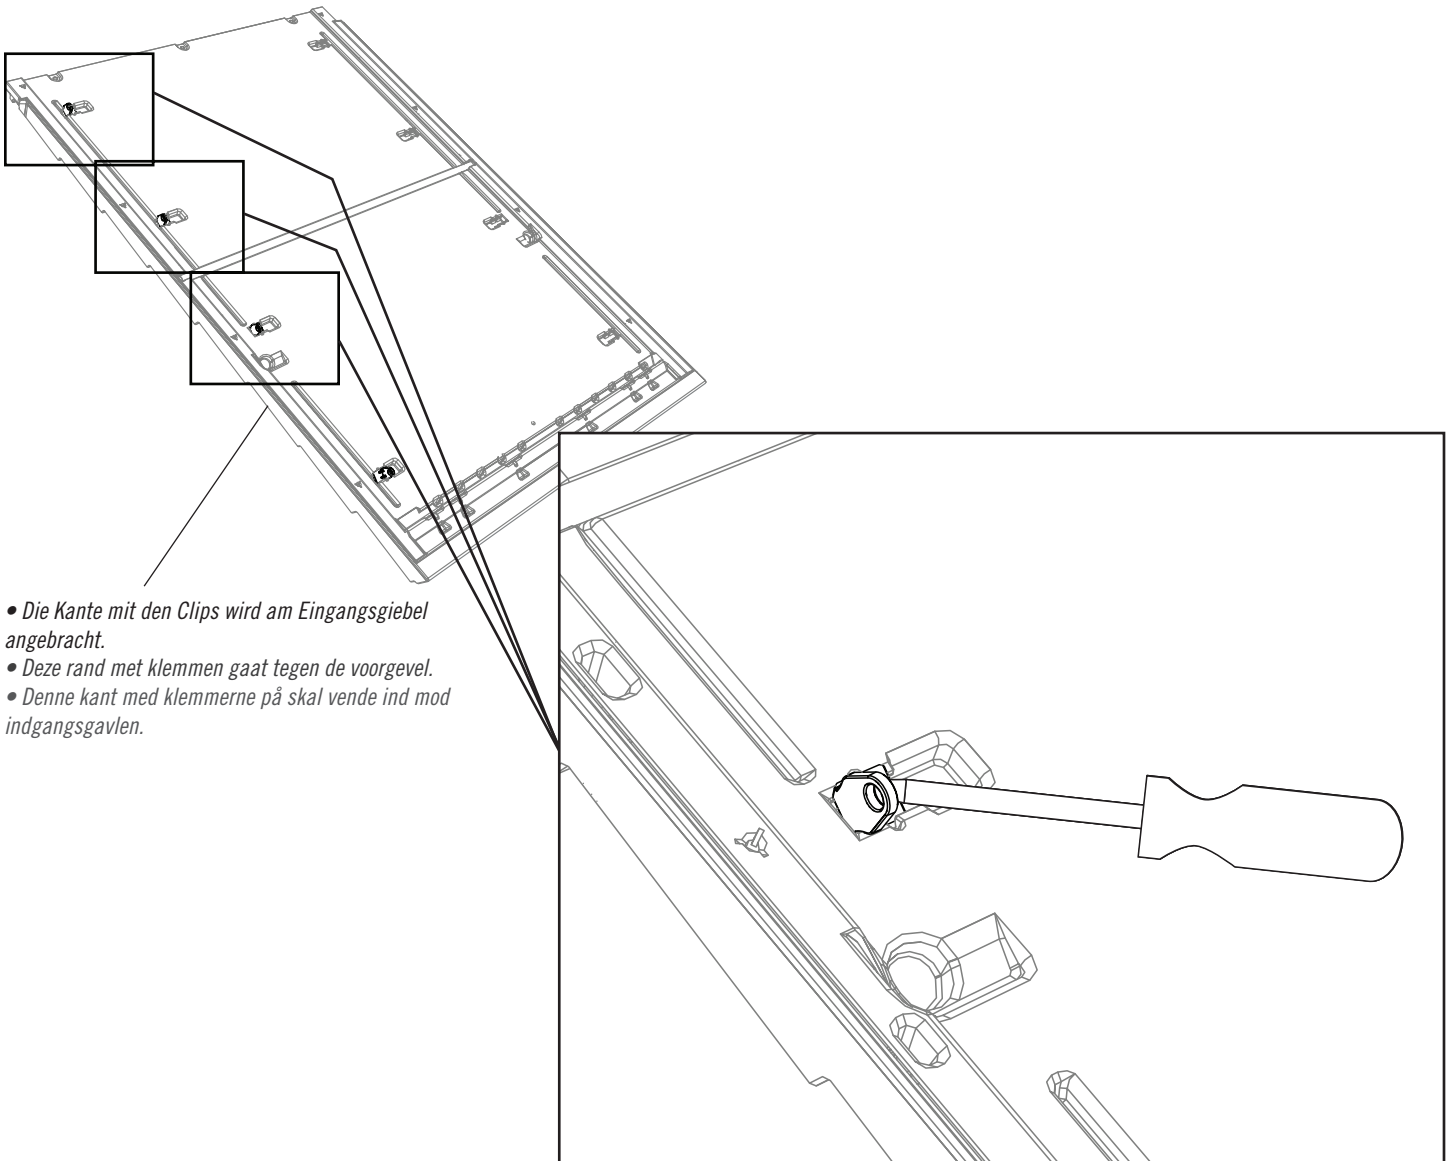 • Die Kante mit den Clips wird am Eingangsgiebel
angebracht.
• Deze rand met klemmen gaat tegen de voorgevel.
• Denne kant med klemmerne på skal vende ind mod
indgangsgavlen.